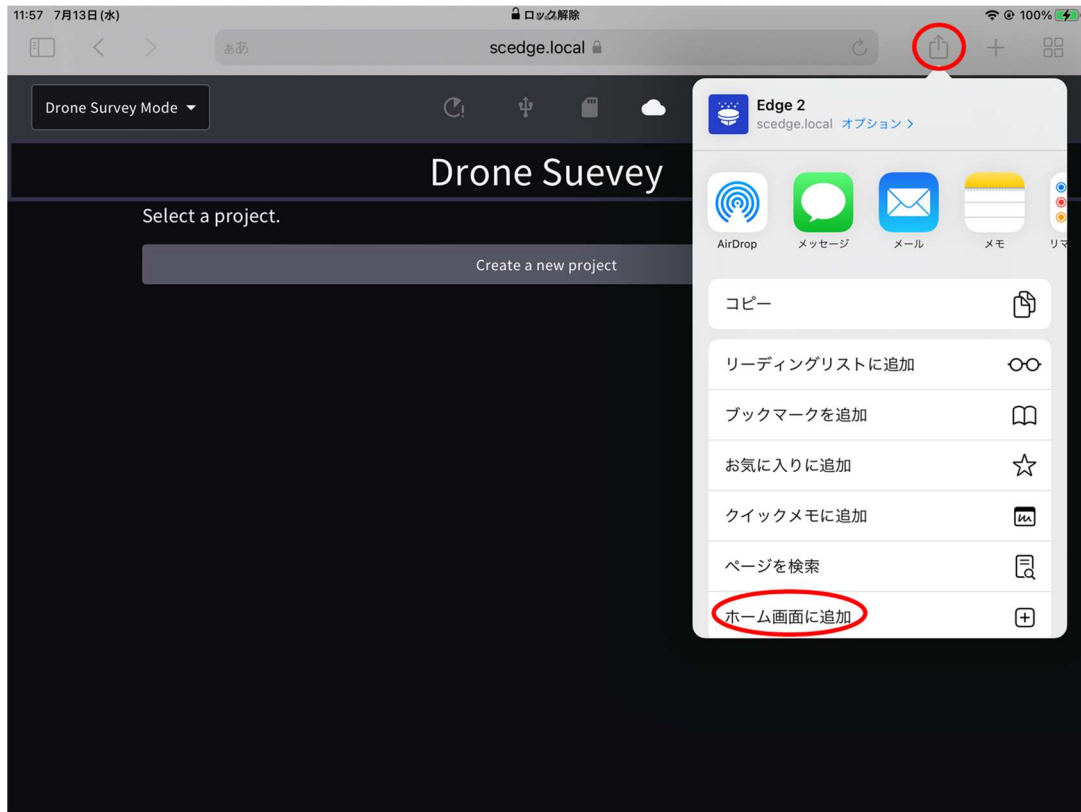 11:57 7月13日(水)
ロック解除
100%
ああ
scedge.local
Drone Survey Mode
Drone Suevey
Select a project.
Create a new project
Edge 2
scedge.local オプション >
AirDrop
メッセージ
メール
メモ
リマ
コピー
リーディングリストに追加
ブックマークを追加
お気に入りに追加
クイックメモに追加
ページを検索
ホーム画面に追加